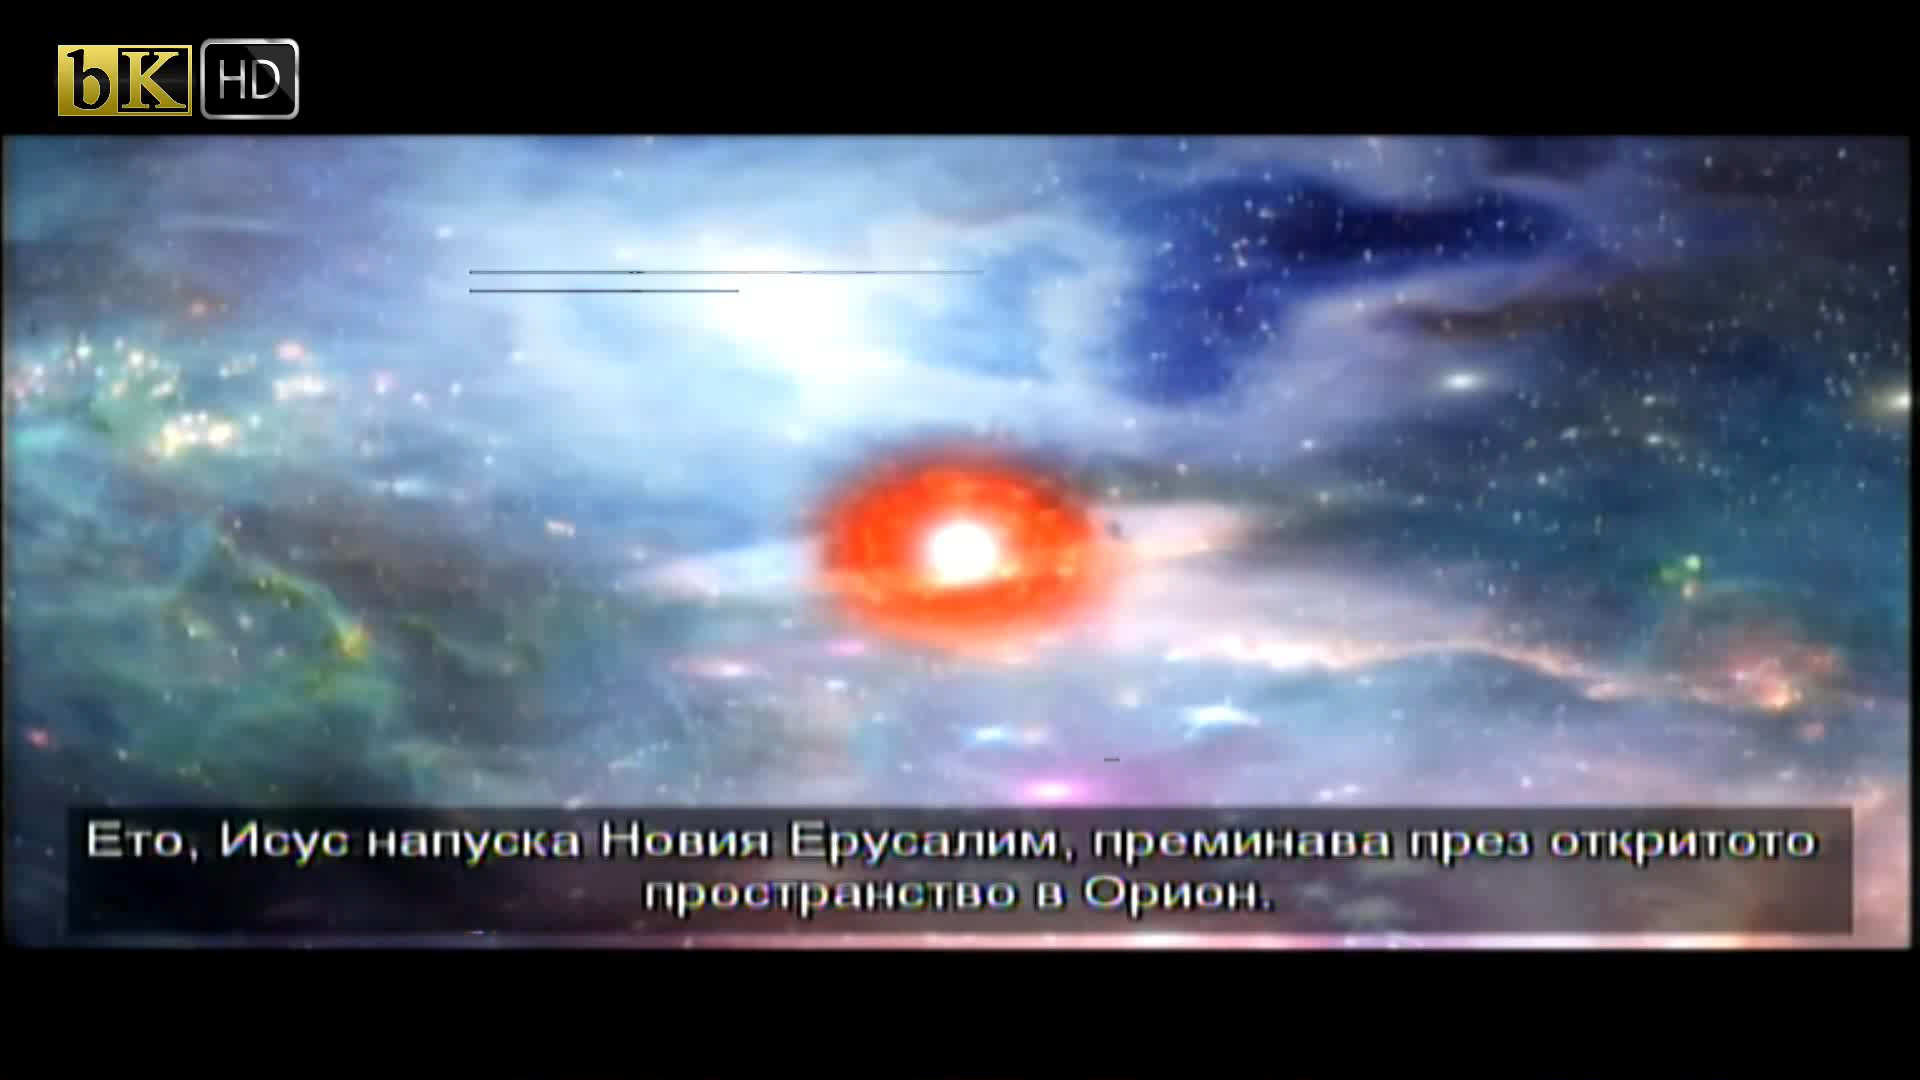 bK HD
Ето, Исус напуска Новия Ерусалим, преминава през откритото
пространство в Орион.